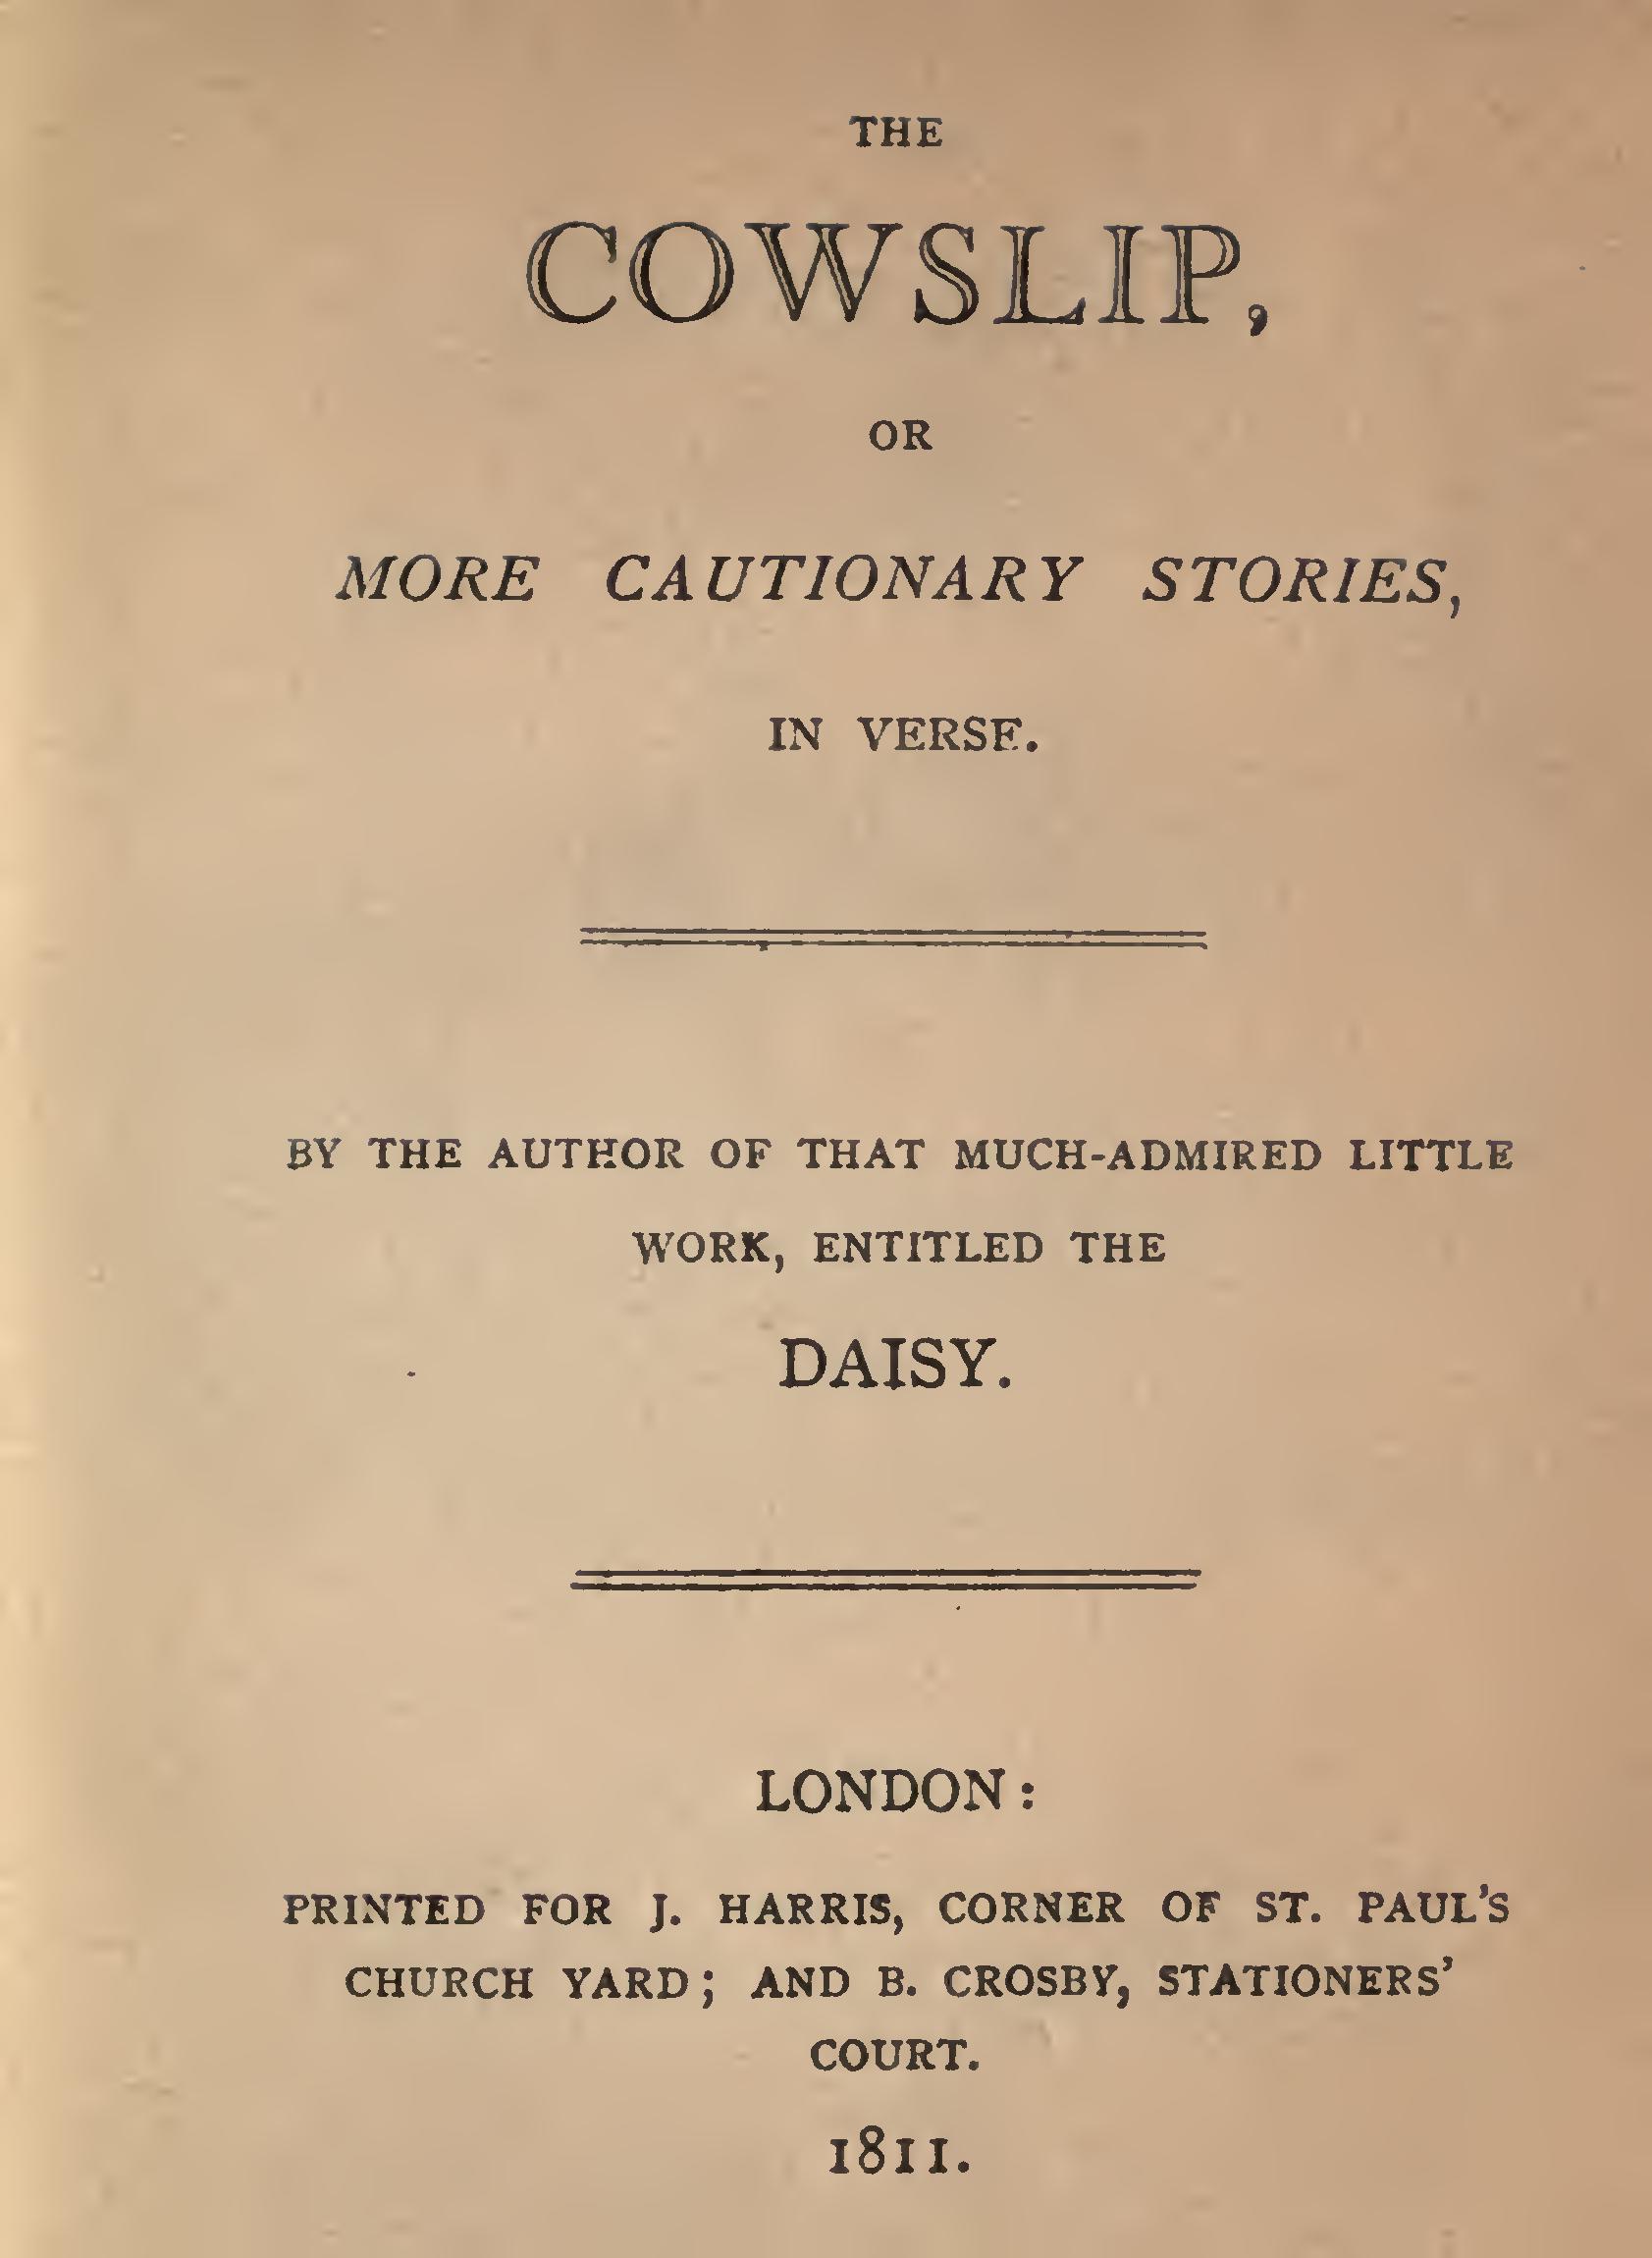 THE
COWSLIP,
OR
MORE CAUTIONARY STORIES,
IN VERSE.
BY THE AUTHOR OF THAT MUCH-ADMIRED LITTLE
WORK, ENTITLED THE
DAISY.
LONDON:
PRINTED FOR J. HARRIS, CORNER OF ST. PAUL'S
CHURCH YARD; AND B. CROSBY, STATIONERS'
COURT.
1811.